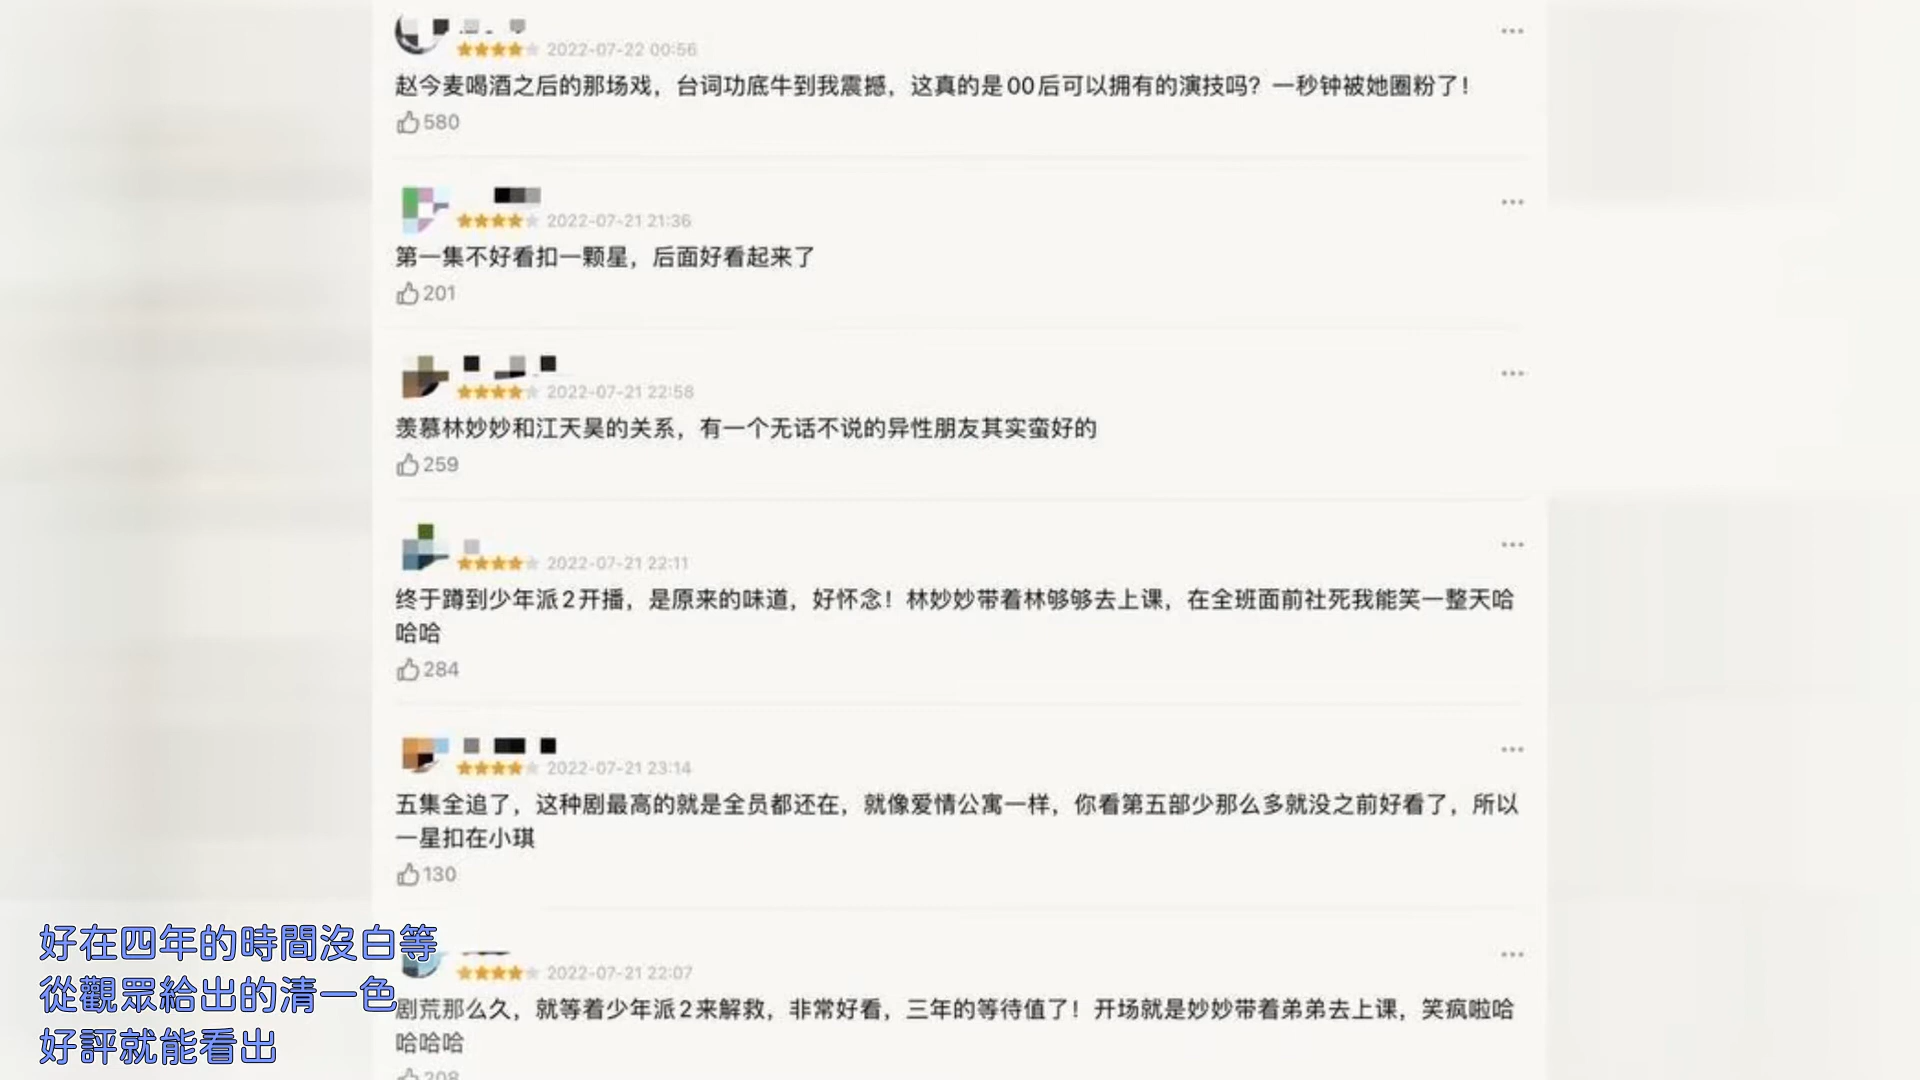 2022-07-22 00:56
赵今麦喝酒之后的那场戏，台词功底牛到我震撼，这真的是00后可以拥有的演技吗？一秒钟被她圈粉了！
580
2022-07-21 21:36
第一集不好看扣一颗星，后面好看起来了
201
2022-07-21 22:58
羡慕林妙妙和江天昊的关系，有一个无话不说的异性朋友其实蛮好的
259
2022-07-21 22:11
终于蹲到少年派2开播，是原来的味道，好怀念！林妙妙带着林够够去上课，在全班面前社死我能笑一整天哈
哈哈
284
2022-07-21 23:14
五集全追了，这种剧最高的就是全员都还在，就像爱情公寓一样，你看第五部少那么多就没之前好看了，所以
一星扣在小琪
130
2022-07-21 22:07
剧荒那么久，就等着少年派2来解救，非常好看，三年的等待值了！开场就是妙妙带着弟弟去上课，笑疯啦哈
哈哈哈
好在四年的時間沒白等
從觀眾給出的清一色
好評就能看出